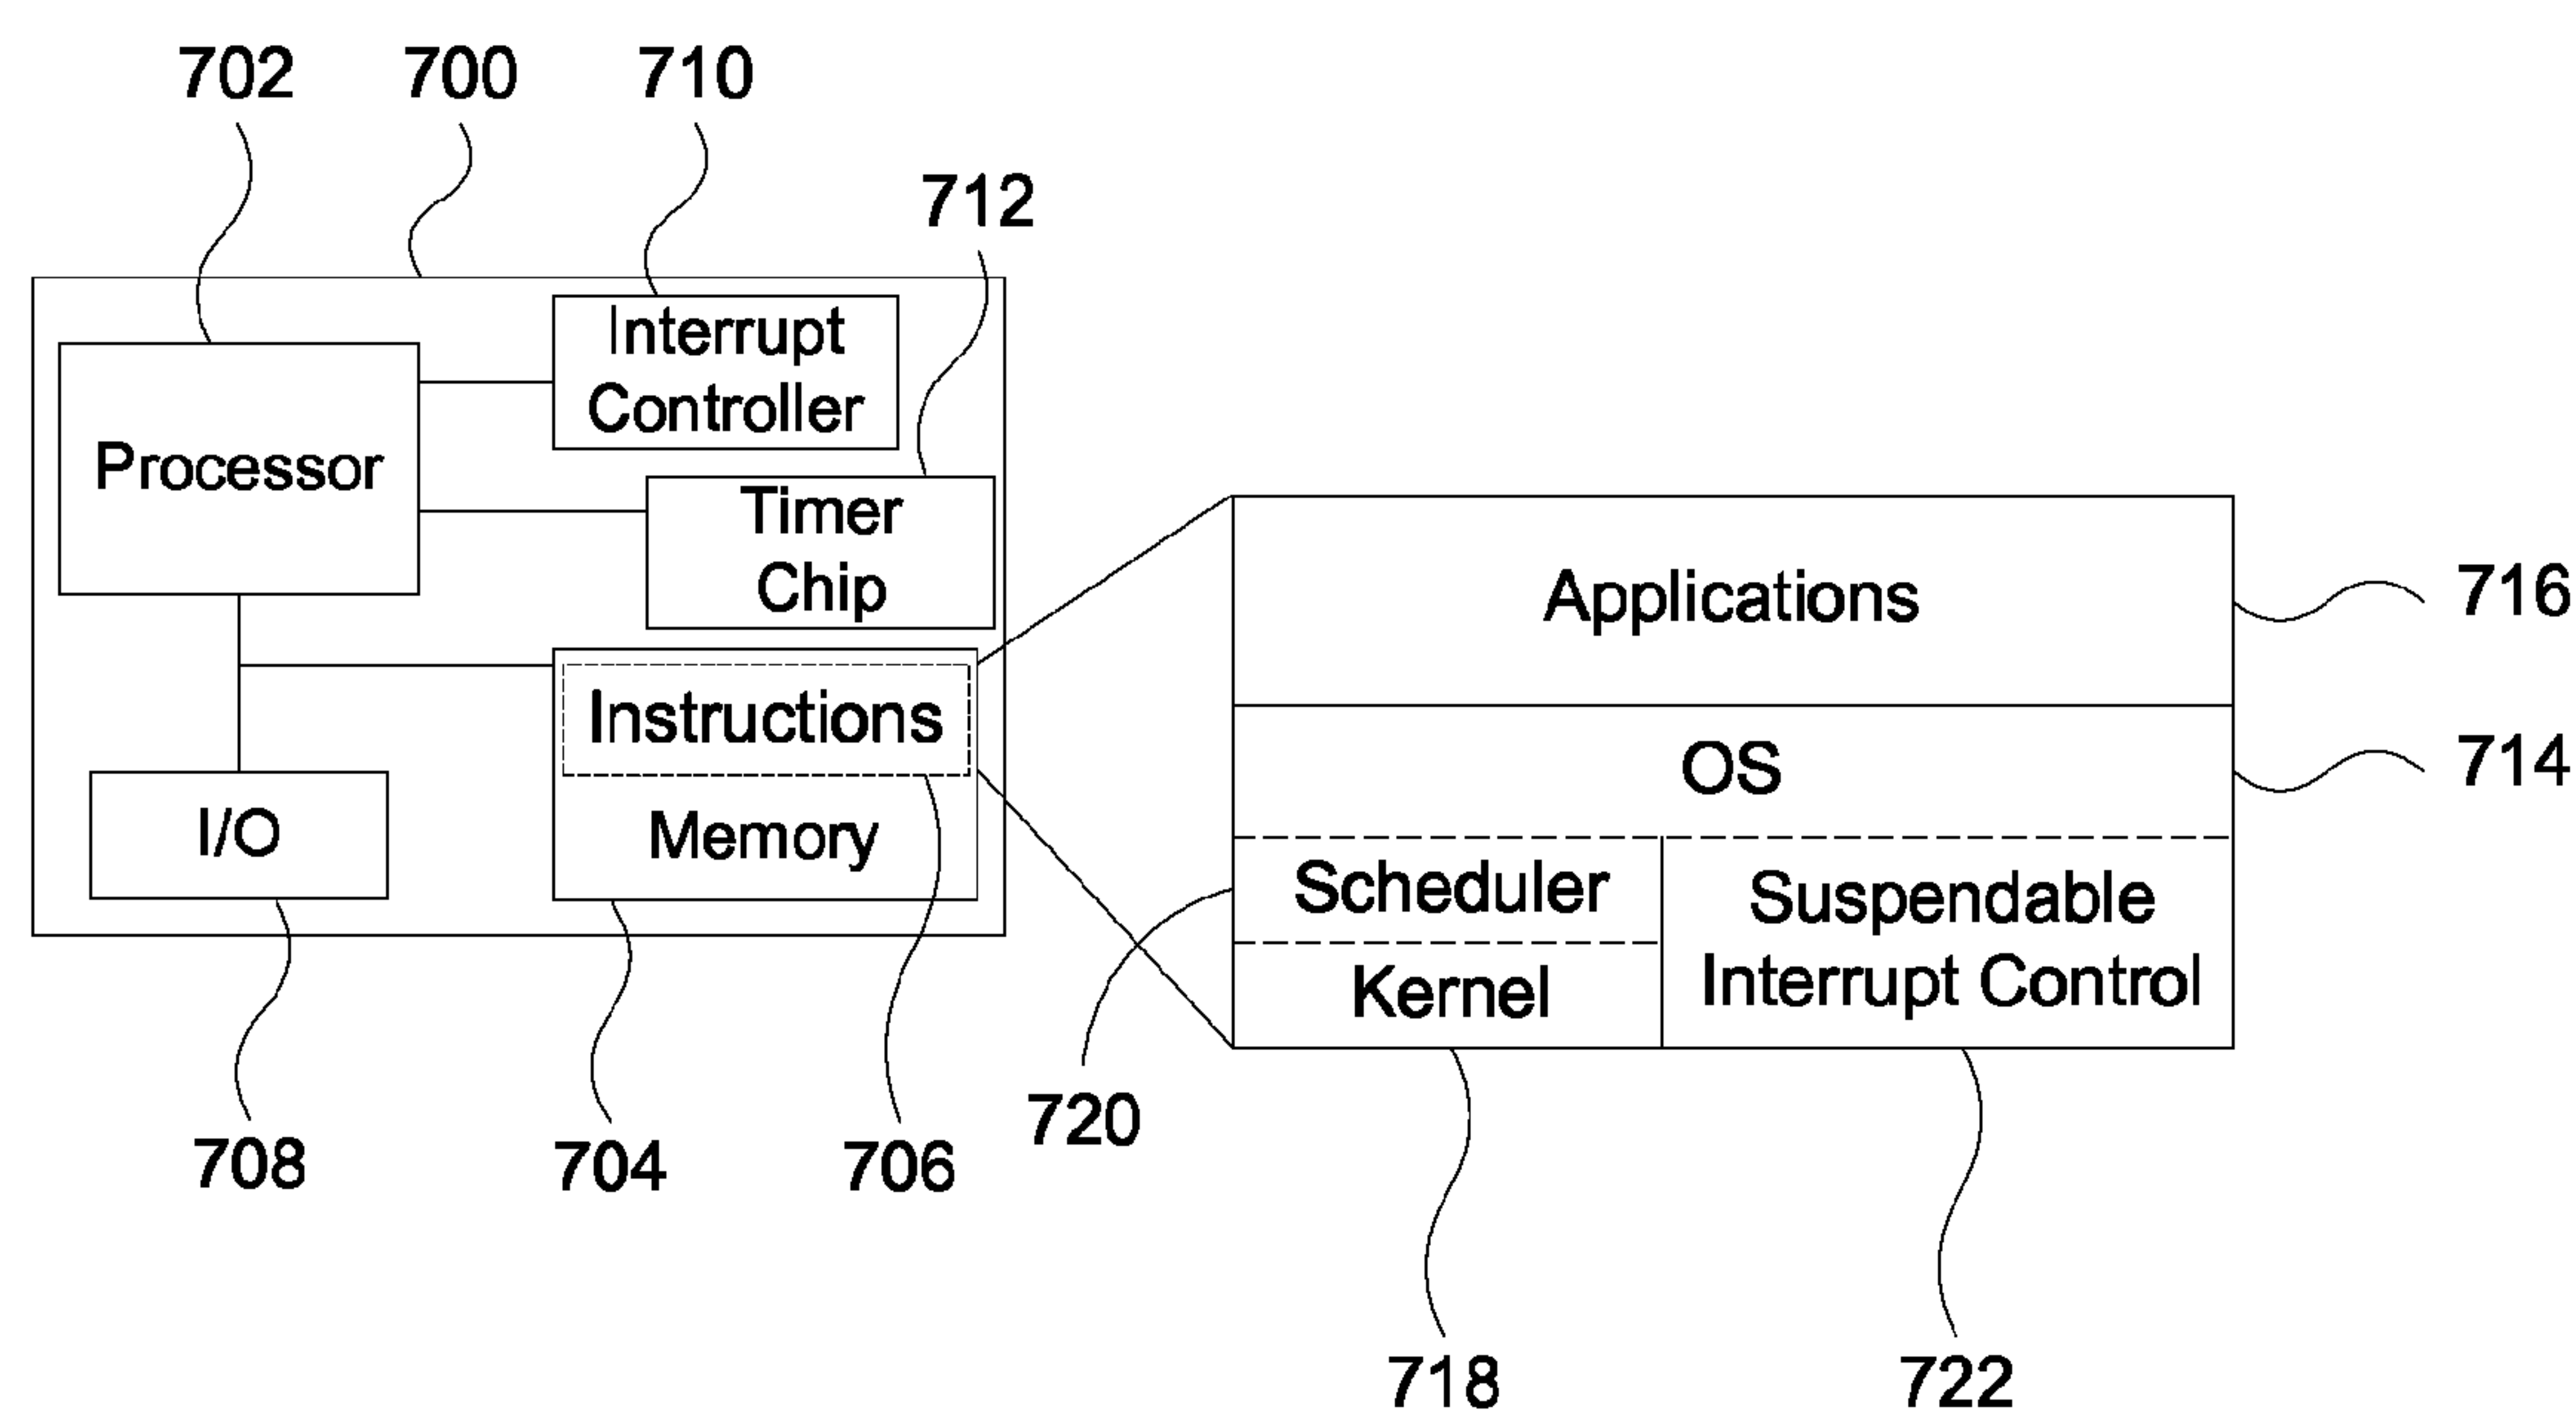 702
700
710
712
Interrupt
Controller
Processor
Timer
Chip
Instructions
Memory
I/O
708
704
706
Applications
716
OS
714
Scheduler
Kernel
Suspendable
Interrupt Control
720
718
722